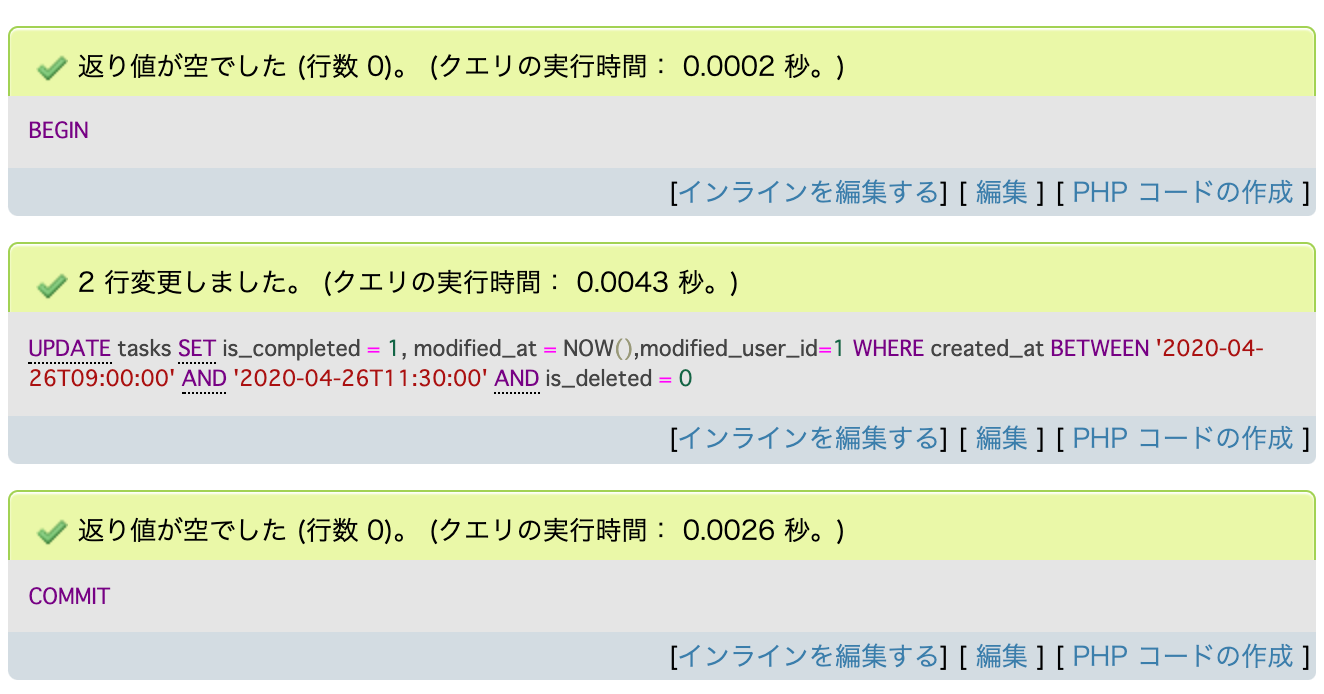 返り値が空でした (行数 0)。 (クエリの実行時間： 0.0002 秒。)
BEGIN
[インラインを編集する] [ 編集 ] [ PHP コードの作成 ]
2 行変更しました。 (クエリの実行時間： 0.0043 秒。)
UPDATE tasks SET is_completed = 1, modified_at = NOW(),modified_user_id=1 WHERE created_at BETWEEN '2020-04-
26T09:00:00' AND '2020-04-26T11:30:00' AND is_deleted = 0
[インラインを編集する] [ 編集 ] [ PHP コードの作成 ]
返り値が空でした (行数 0)。 (クエリの実行時間： 0.0026 秒。)
COMMIT
[インラインを編集する] [ 編集 ] [ PHP コードの作成 ]